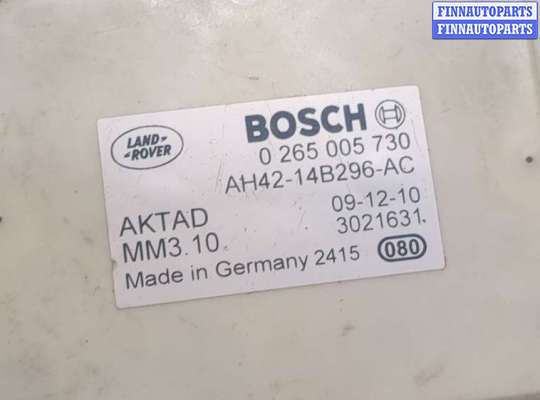 FINNAUTOPARTS
FINNAUTOPARTS
LAND-
-ROVER
BOSCH
0 265 005 730
AH42-14B296-AC
AKTAD
09-12-10
MM3.10
3021631
Made in Germany 2415
080